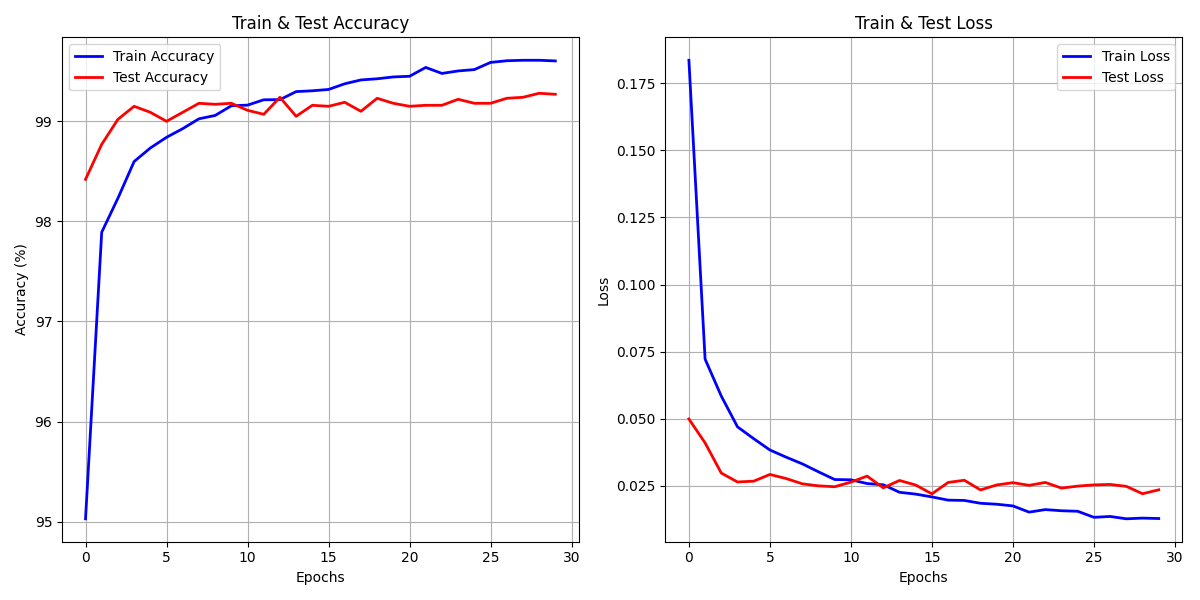 Train & Test Accuracy
Train Accuracy
Test Accuracy
99
98
97
96
95
Accuracy (%)
0 5 10 15 20 25 30
Epochs
Train & Test Loss
Train Loss
Test Loss
0.175
0.150
0.125
0.100
0.075
0.050
0.025
Loss
0 5 10 15 20 25 30
Epochs